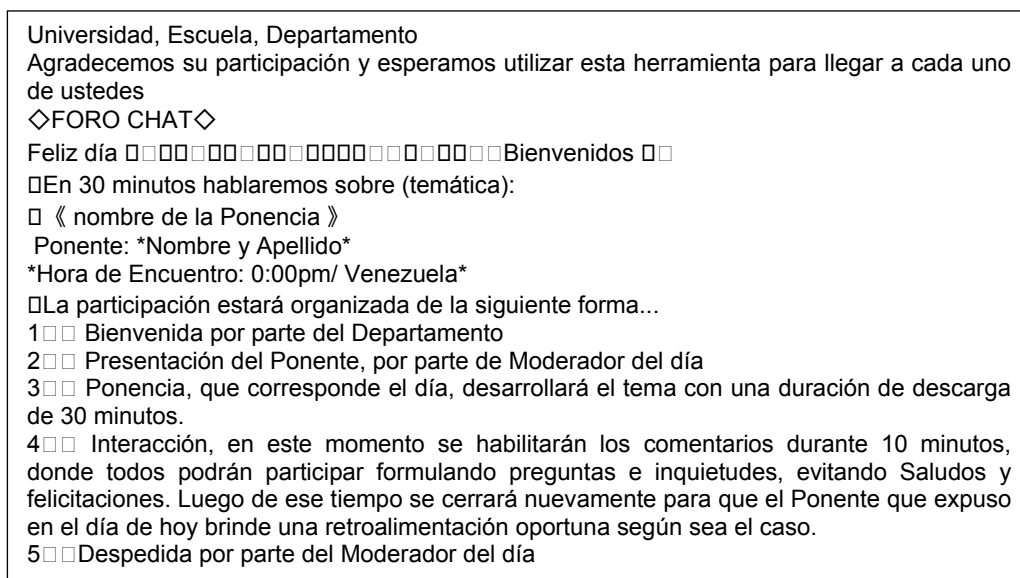 Universidad, Escuela, Departamento
Agradecemos su participación y esperamos utilizar esta herramienta para llegar a cada uno
de ustedes
◇FORO CHAT◇
Feliz día ▯□▯▯□▯▯□▯▯□▯▯▯▯□□▯□▯▯□□Bienvenidos ▯□
▯En 30 minutos hablaremos sobre (temática):
▯ 《 nombre de la Ponencia 》
Ponente: *Nombre y Apellido*
*Hora de Encuentro: 0:00pm/ Venezuela*
▯La participación estará organizada de la siguiente forma...
1□□ Bienvenida por parte del Departamento
2□□ Presentación del Ponente, por parte de Moderador del día
3□□ Ponencia, que corresponde el día, desarrollará el tema con una duración de descarga
de 30 minutos.
4□□ Interacción, en este momento se habilitarán los comentarios durante 10 minutos,
donde todos podrán participar formulando preguntas e inquietudes, evitando Saludos y
felicitaciones. Luego de ese tiempo se cerrará nuevamente para que el Ponente que expuso
en el día de hoy brinde una retroalimentación oportuna según sea el caso.
5□□Despedida por parte del Moderador del día